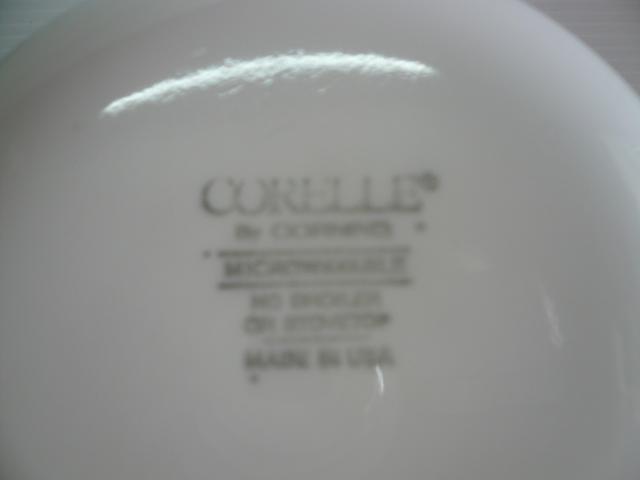 CORELLE®
By CORNING
MICROWAVABLE
NO BROILER
OR STOVETOP
MADE IN USA